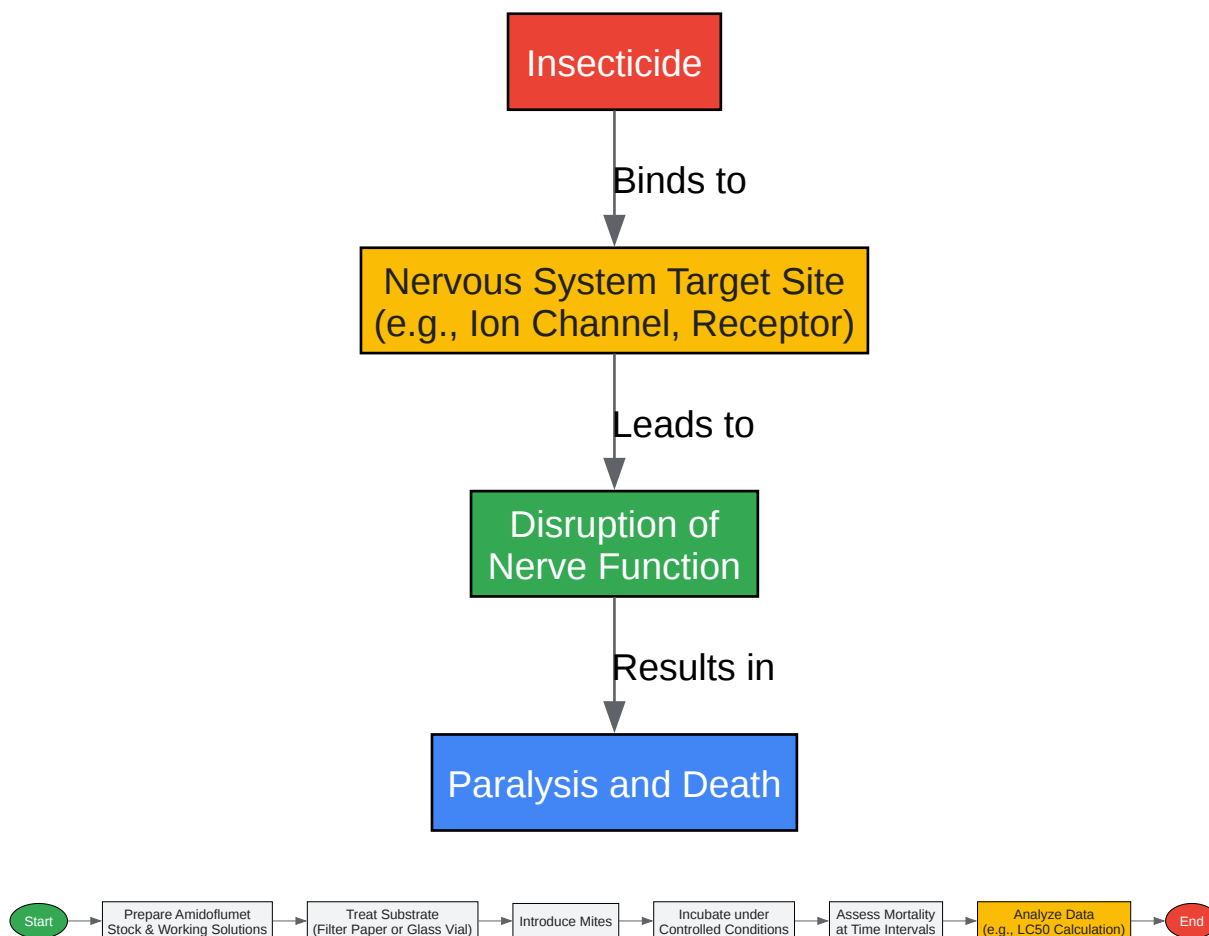 Insecticide
Binds to
Nervous System Target Site
(e.g., Ion Channel, Receptor)
Leads to
Disruption of
Nerve Function
Results in
Paralysis and Death
Start
Prepare Amidoflumet
Stock & Working Solutions
Treat Substrate
(Filter Paper or Glass Vial)
Introduce Mites
Incubate under
Controlled Conditions
Assess Mortality
at Time Intervals
Analyze Data
(e.g., LC50 Calculation)
End